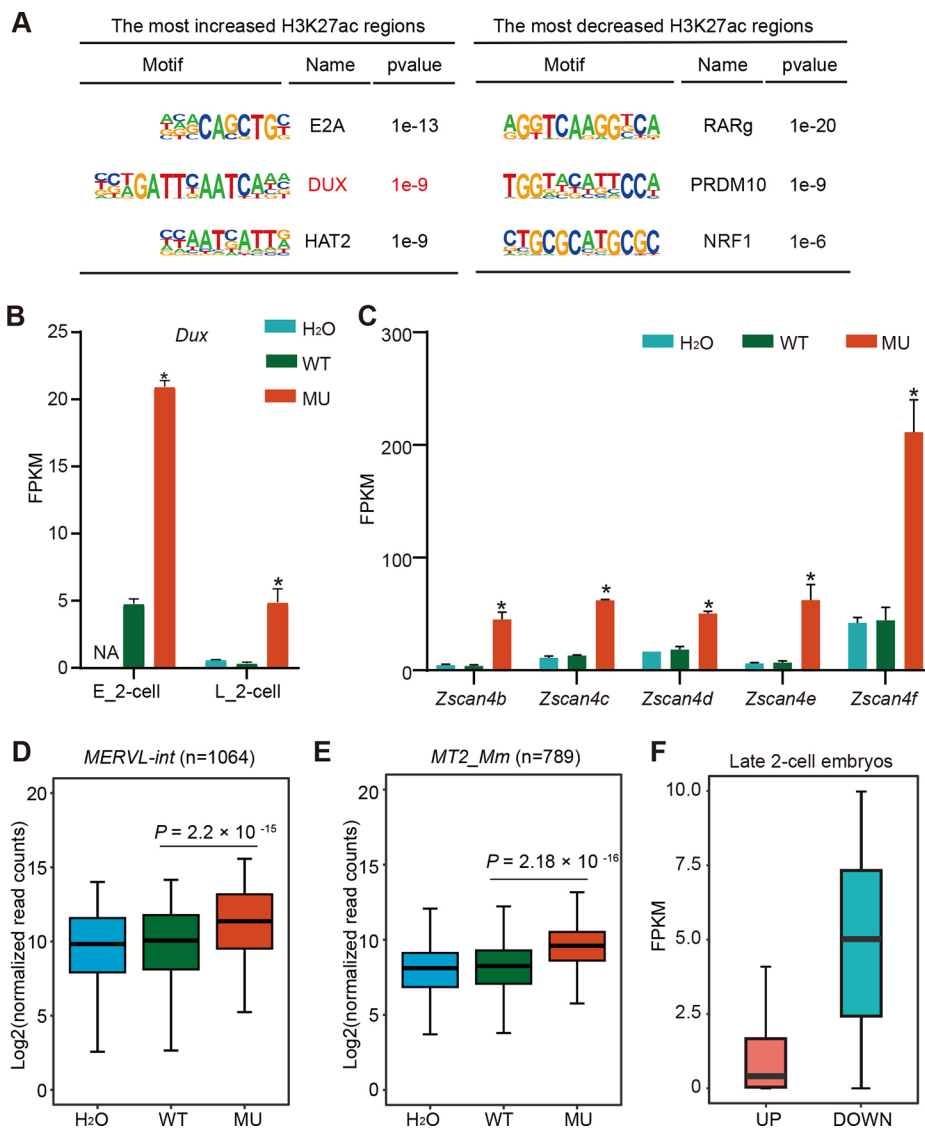 A
The most increased H3K27ac regions
The most decreased H3K27ac regions
Motif Name pvalue
Motif Name pvalue
E2A 1e-13
RARg 1e-20
DUX 1e-9
PRDM10 1e-9
HAT2 1e-9
NRF1 1e-6
B
Dux
H2O
WT
MU
FPKM
25
20
15
10
5
0
NA
*
*
E_2-cell L_2-cell
C
H2O WT MU
FPKM
300
200
100
0
* * * * *
Zscan4b Zscan4c Zscan4d Zscan4e Zscan4f
D
MERVL-int (n=1064)
P = 2.2 × 10 -15
Log2(normalized read counts)
20
15
10
5
0
H2O WT MU
E
MT2_Mm (n=789)
P = 2.18 × 10 -16
Log2(normalized read counts)
20
15
10
5
0
H2O WT MU
F
Late 2-cell embryos
FPKM
10.0
7.5
5.0
2.5
0
UP DOWN